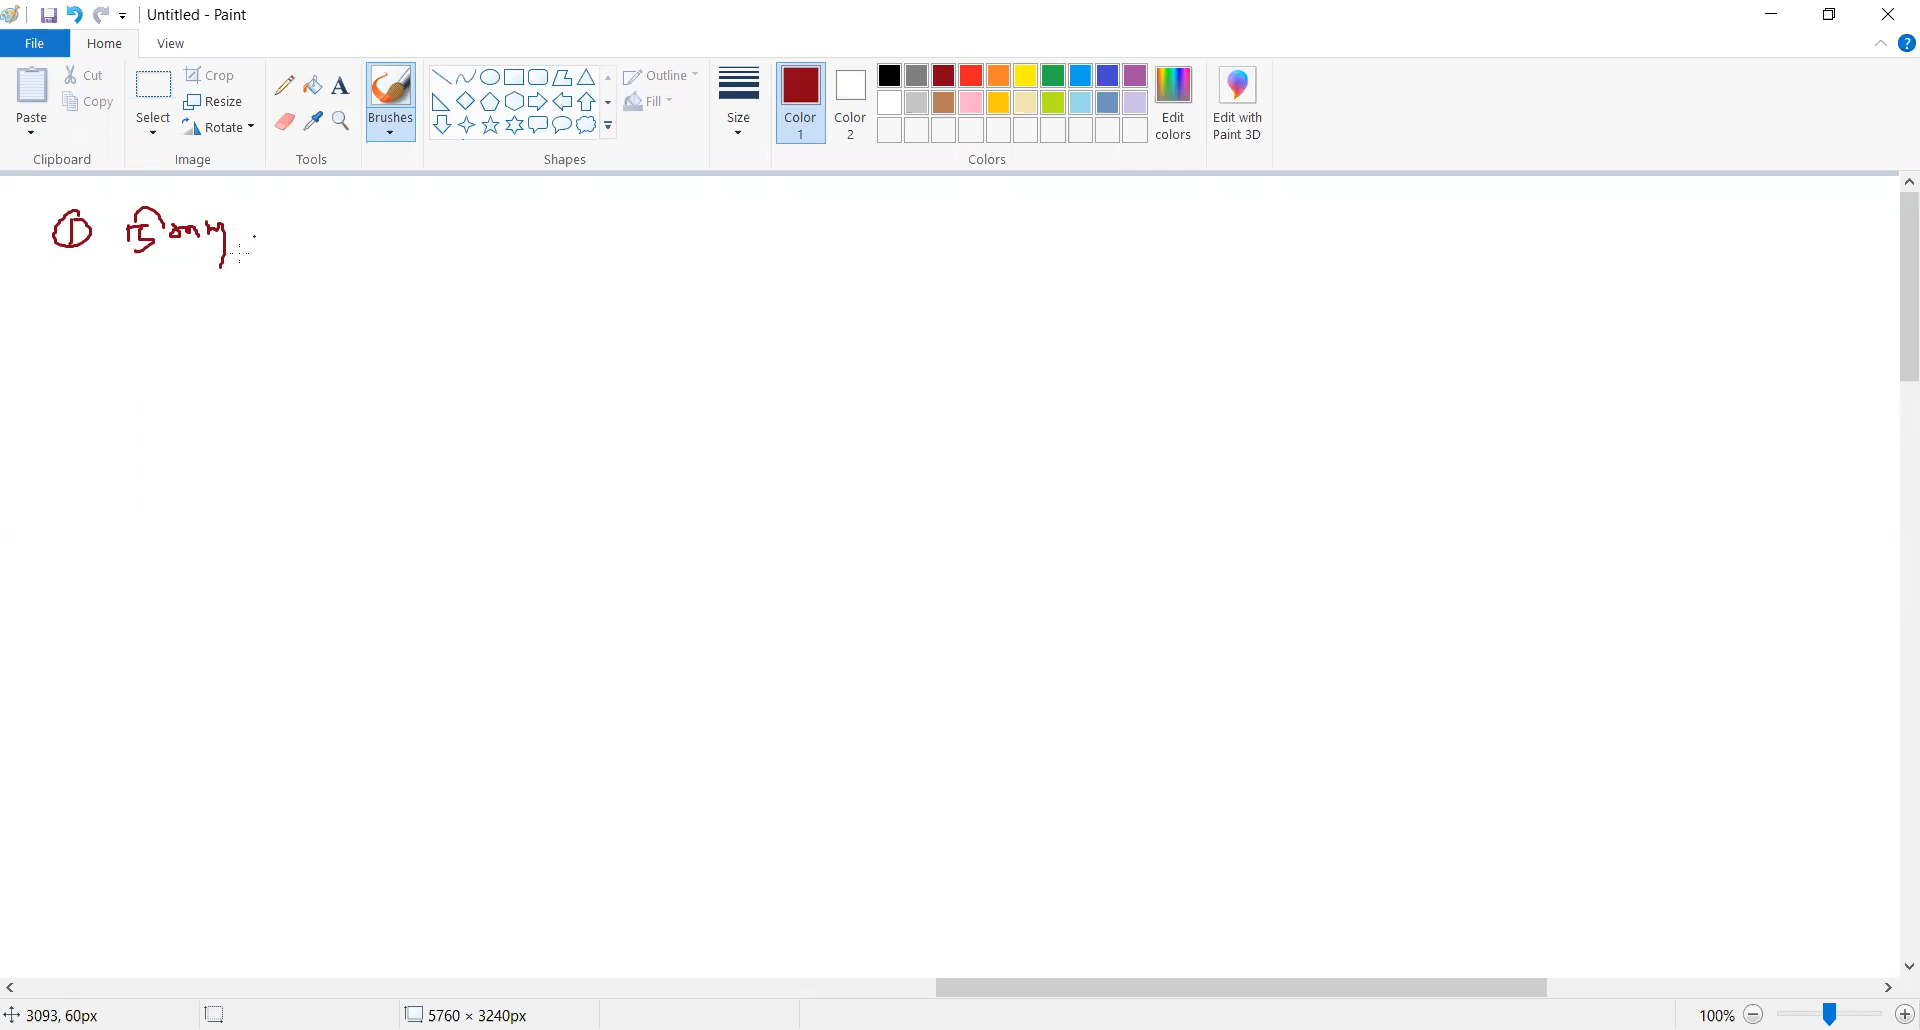 Untitled - Paint
File Home View
Cut
Copy
Paste
Clipboard
Crop
Resize
Rotate
Select
Image
Tools
Brushes
Outline
Fill
Shapes
Size
Color 1
Color 2
Colors
Edit colors
Edit with Paint 3D
①
3093, 60px
5760 × 3240px
100%